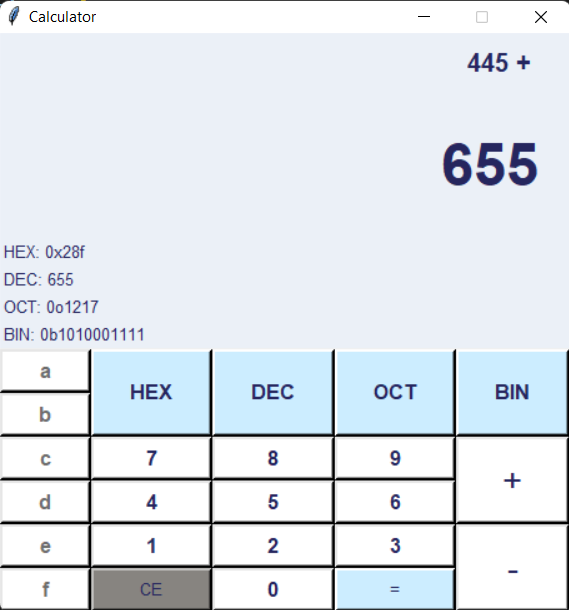 Calculator
445 +
655
HEX: 0x28f
DEC: 655
OCT: 0o1217
BIN: 0b1010001111
a
HEX DEC OCT BIN
b
c 7 8 9
+
d 4 5 6
e 1 2 3
-
f CE 0 =